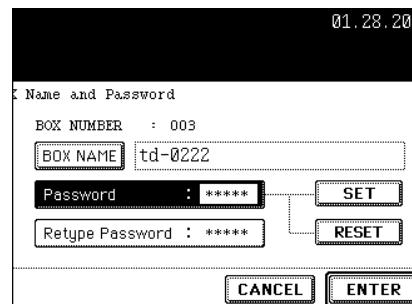 01.28.20
Name and Password
BOX NUMBER : 003
BOX NAME td-0222
Password : ***** SET
Retype Password : ***** RESET
CANCEL ENTER